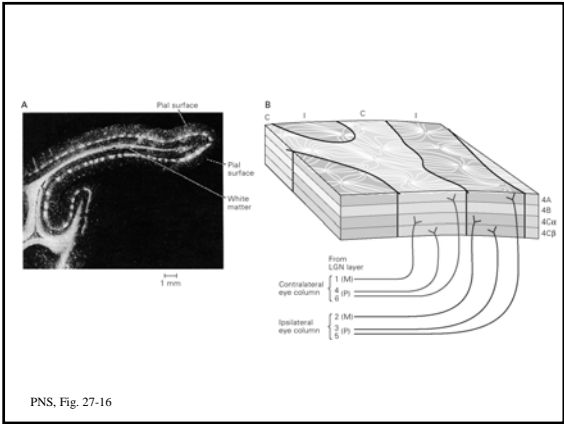 A
Pial surface
Pial surface
White matter
1 mm
B
C I C I
4A
4B
4Cα
4Cβ
From LGN layer
Contralateral eye column
1 (M)
4
6 (P)
Ipsilateral eye column
2 (M)
3
5 (P)
PNS, Fig. 27-16